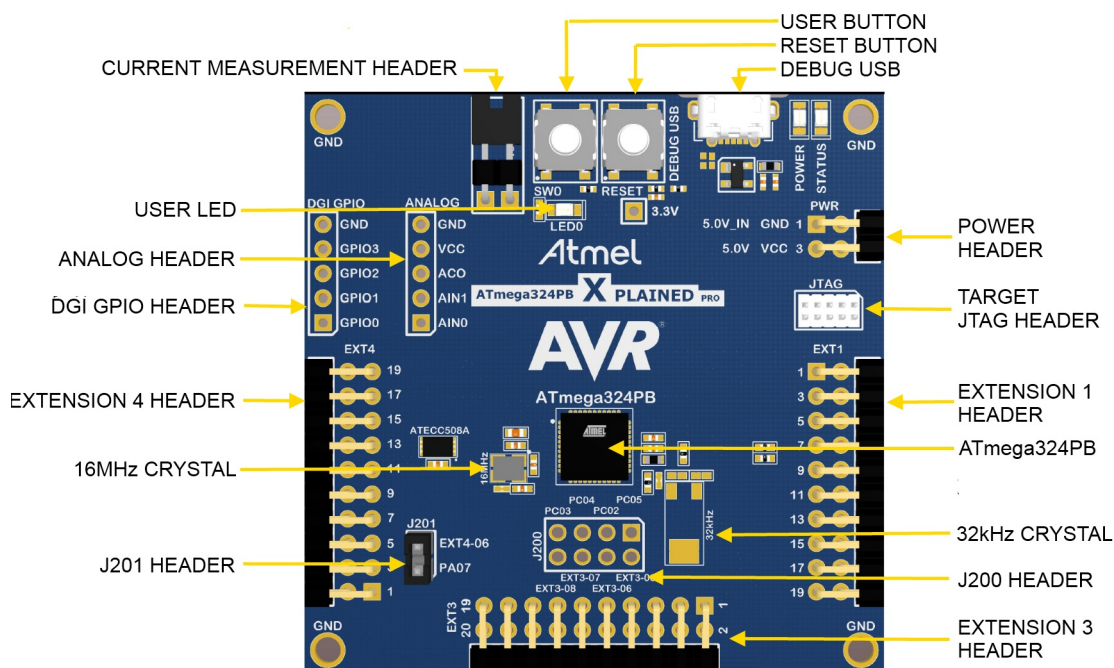 USER BUTTON
RESET BUTTON
DEBUG USB
CURRENT MEASUREMENT HEADER
GND
GND
DEBUG USB
POWER
STATUS
SW0
RESET
3.3V
LED0
USER LED
DGI GPIO
ANALOG
PWR
GND
GND
5.0V_IN GND 1
GPIO3
VCC
5.0V VCC 3
POWER
HEADER
ANALOG HEADER
GPIO2
ACO
DGI GPIO HEADER
GPIO1
AIN1
GPIO0
AIN0
Atmel
ATmega324PB X PLAINED PRO
JTAG
TARGET
JTAG HEADER
AVR®
EXT4
EXT1
19
17
15
13
11
9
7
5
1
1
3
5
7
9
11
13
15
17
19
EXTENSION 4 HEADER
EXTENSION 1
HEADER
ATmega324PB
ATMEL
ATmega324PB
ATECC508A
16MHz CRYSTAL
16MHz
32kHz
32kHz CRYSTAL
PC04
PC05
PC03
PC02
J200
EXT3-07
EXT3-08
EXT3-06
J200 HEADER
J201
EXT4-06
PA07
J201 HEADER
EXT3
19
20
1
2
EXTENSION 3
HEADER
GND
GND